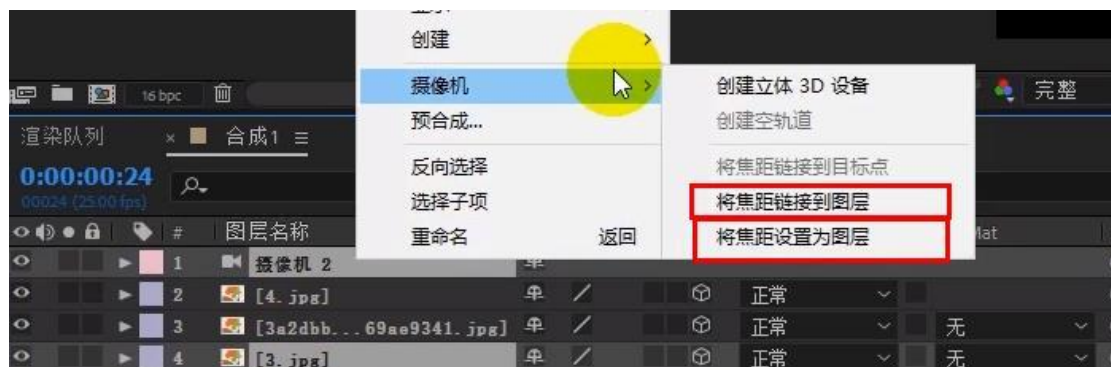 创建
摄像机
预合成...
反向选择
选择子项
重命名 返回
创建立体 3D 设备
创建空轨道
将焦距链接到目标点
将焦距链接到图层
将焦距设置为图层
16 bpc
完整
渲染队列 × 合成1
0:00:00:24
00024 (25.00 fps)
# 图层名称
1 摄像机 2
2 [4.jpg] 正常
3 [3a2dbb...69ae9341.jpg] 正常 无
4 [3.jpg] 正常 无